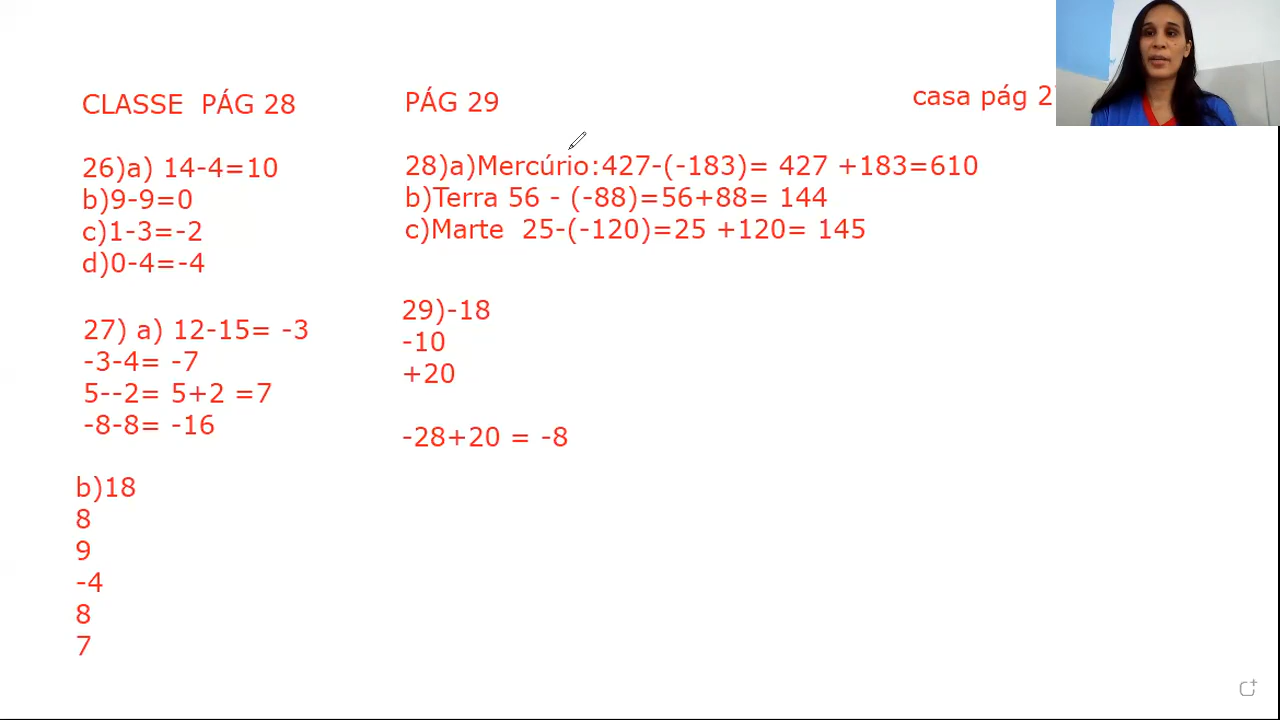 CLASSE PÁG 28
26)a) 14-4=10
b)9-9=0
c)1-3=-2
d)0-4=-4
27) a) 12-15= -3
-3-4= -7
5--2= 5+2 =7
-8-8= -16
b)18
8
9
-4
8
7
PÁG 29
28)a)Mercúrio:427-(-183)= 427 +183=610
b)Terra 56 - (-88)=56+88= 144
c)Marte 25-(-120)=25 +120= 145
29)-18
-10
+20
-28+20 = -8
casa pág